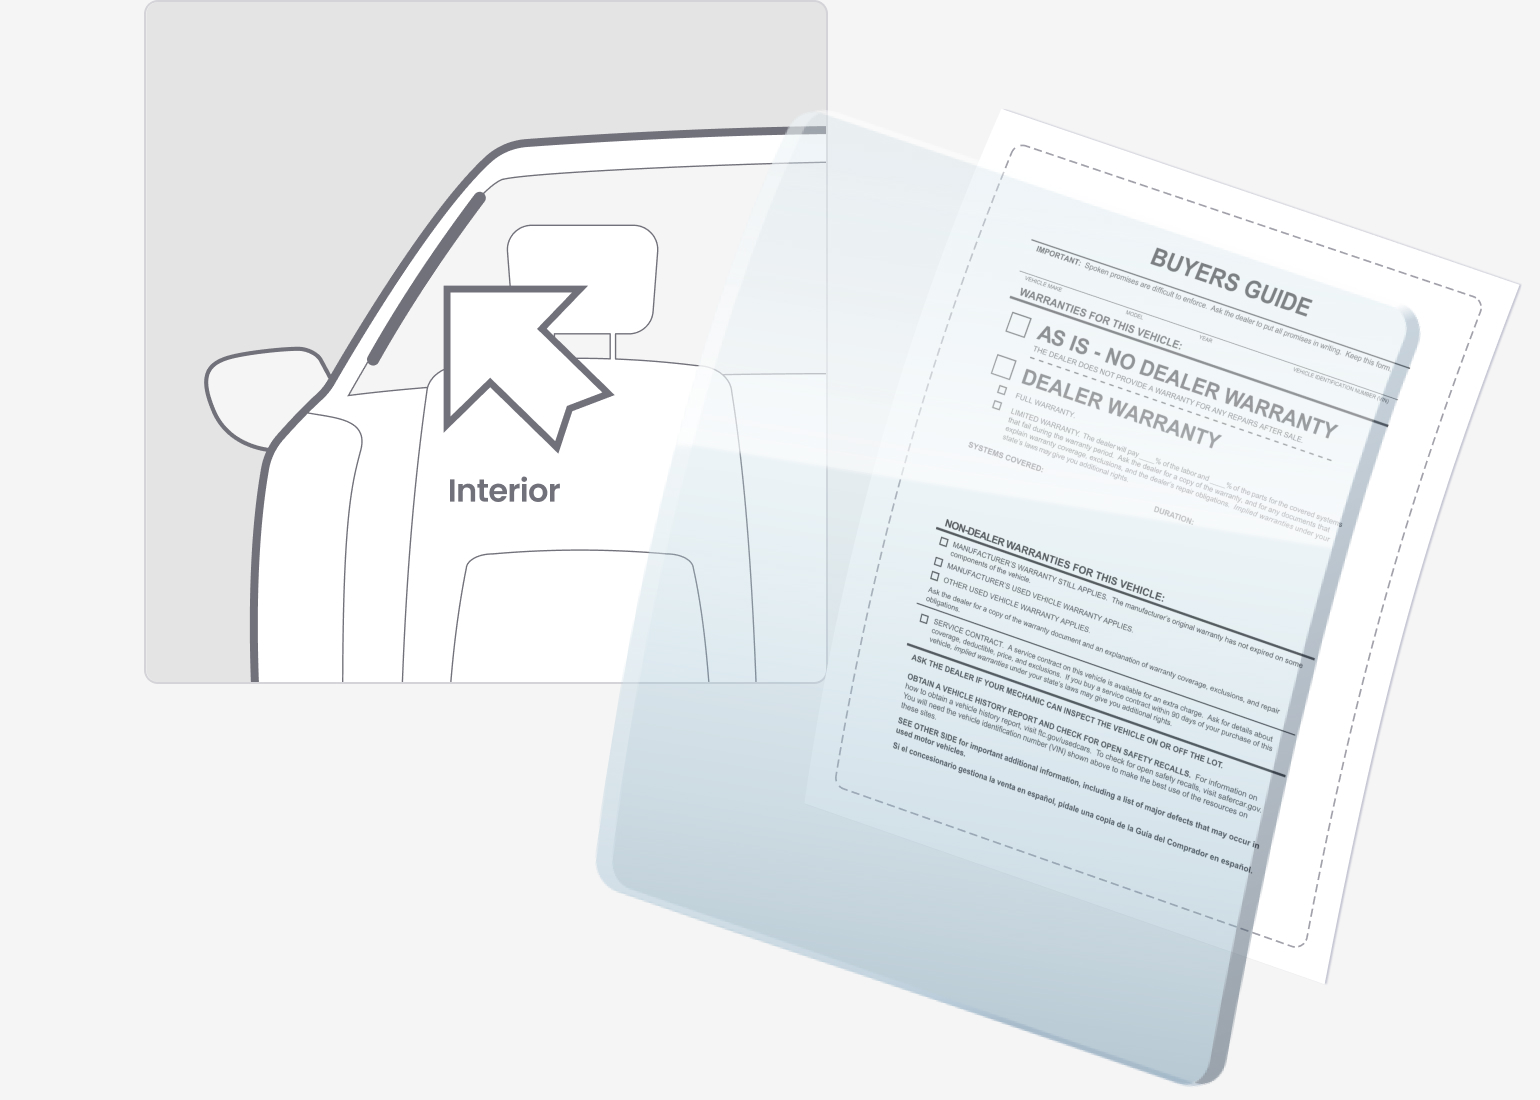 Interior
BUYERS GUIDE
IMPORTANT: Spoken promises are difficult to enforce. Ask the dealer to put all promises in writing. Keep this form.
VEHICLE MAKE
MODEL
YEAR
VEHICLE IDENTIFICATION NUMBER (VIN)
WARRANTIES FOR THIS VEHICLE:
AS IS - NO DEALER WARRANTY
THE DEALER DOES NOT PROVIDE A WARRANTY FOR ANY REPAIRS AFTER SALE.
DEALER WARRANTY
FULL WARRANTY.
LIMITED WARRANTY. The dealer will pay ____% of the labor and ____% of the parts for the covered systems
that fail during the warranty period. Ask the dealer for a copy of the warranty, and for any documents that
explain warranty coverage, exclusions, and the dealer's repair obligations. Implied warranties under your
state's laws may give you additional rights.
SYSTEMS COVERED:
DURATION:
NON-DEALER WARRANTIES FOR THIS VEHICLE:
MANUFACTURER'S WARRANTY STILL APPLIES. The manufacturer's original warranty has not expired on some
components of the vehicle.
MANUFACTURER'S USED VEHICLE WARRANTY APPLIES.
OTHER USED VEHICLE WARRANTY APPLIES.
Ask the dealer for a copy of the warranty document and an explanation of warranty coverage, exclusions, and repair
obligations.
SERVICE CONTRACT. A service contract on this vehicle is available for an extra charge. Ask for details about
coverage, deductible, price, and exclusions. If you buy a service contract within 90 days of your purchase of this
vehicle, implied warranties under your state's laws may give you additional rights.
ASK THE DEALER IF YOUR MECHANIC CAN INSPECT THE VEHICLE ON OR OFF THE LOT.
OBTAIN A VEHICLE HISTORY REPORT AND CHECK FOR OPEN SAFETY RECALLS. For information on
how to obtain a vehicle history report, visit ftc.gov/usedcars. To check for open safety recalls, visit safercar.gov.
You will need the vehicle identification number (VIN) shown above to make the best use of the resources on
these sites.
SEE OTHER SIDE for important additional information, including a list of major defects that may occur in
used motor vehicles.
Si el concesionario gestiona la venta en español, pídale una copia de la Guía del Comprador en español.